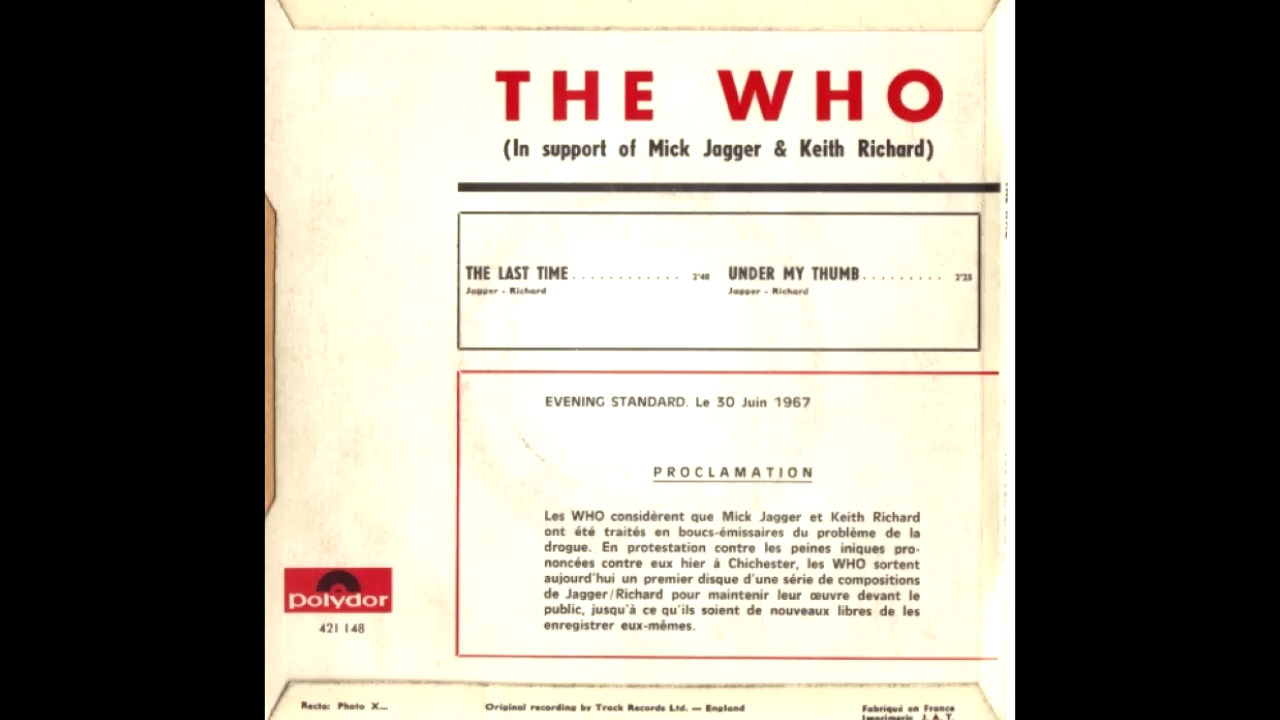 THE WHO
(In support of Mick Jagger & Keith Richard)
THE LAST TIME............ 2'40 UNDER MY THUMB......... 2'25
Jagger - Richard Jagger - Richard
EVENING STANDARD. Le 30 Juin 1967
PROCLAMATION
Les WHO considèrent que Mick Jagger et Keith Richard
ont été traités en boucs-émissaires du problème de la
drogue. En protestation contre les peines iniques pro-
noncées contre eux hier à Chichester, les WHO sortent
aujourd'hui un premier disque d'une série de compositions
de Jagger/Richard pour maintenir leur œuvre devant le
public, jusqu'à ce qu'ils soient de nouveaux libres de les
enregistrer eux-mêmes.
polydor
421 148
Recto: Photo X...
Original recording by Track Records Ltd. — England
Fabriqué en France
Imprimerie J. A. T.